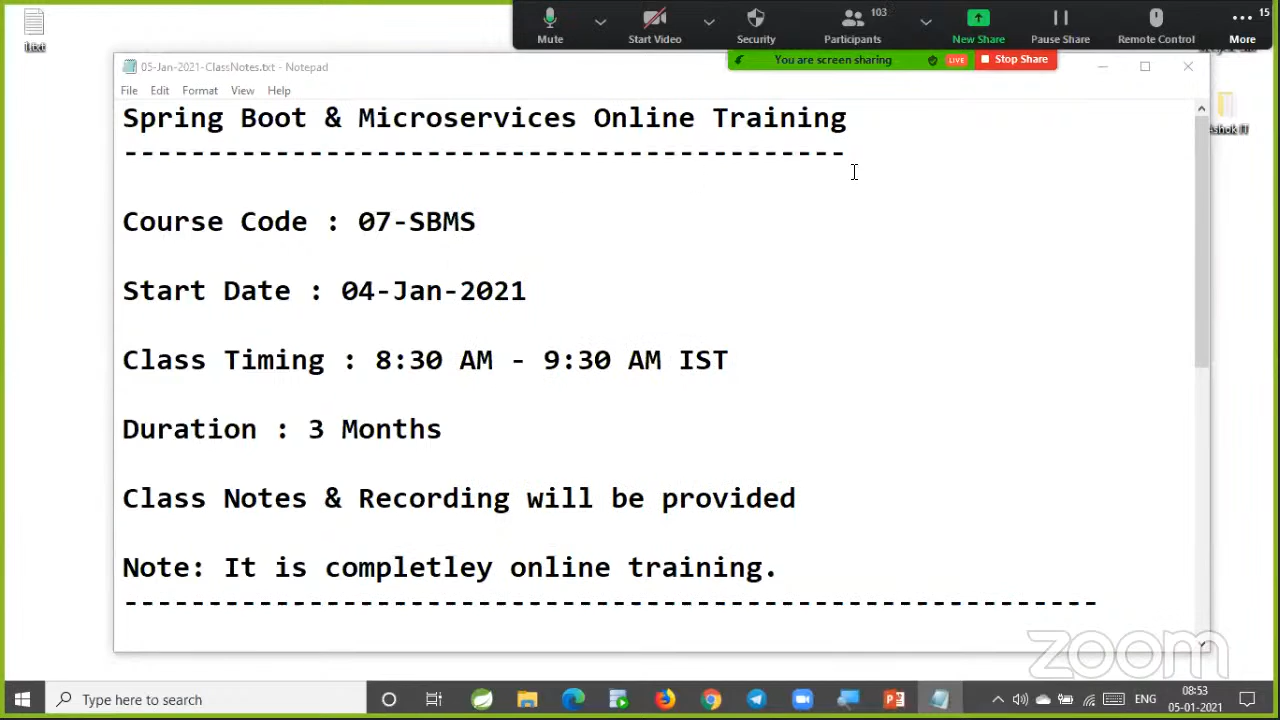 15
103
Mute
Start Video
Security
Participants
New Share
Pause Share
Remote Control
More
You are screen sharing
LIVE
Stop Share
1.txt
05-Jan-2021-ClassNotes.txt - Notepad
File Edit Format View Help
Spring Boot & Microservices Online Training
-------------------------------------------
Course Code : 07-SBMS
Start Date : 04-Jan-2021
Class Timing : 8:30 AM - 9:30 AM IST
Duration : 3 Months
Class Notes & Recording will be provided
Note: It is completley online training.
----------------------------------------------------------
zoom
Type here to search
ENG
08:53
05-01-2021